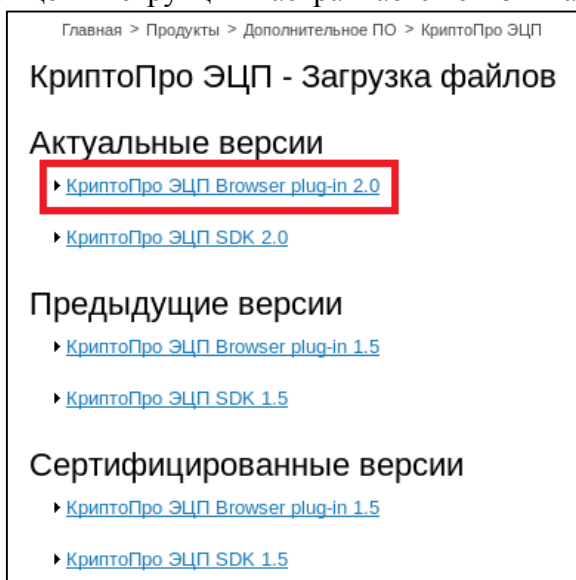 Главная > Продукты > Дополнительное ПО > КриптоПро ЭЦП
КриптоПро ЭЦП - Загрузка файлов
Актуальные версии
КриптоПро ЭЦП Browser plug-in 2.0
КриптоПро ЭЦП SDK 2.0
Предыдущие версии
КриптоПро ЭЦП Browser plug-in 1.5
КриптоПро ЭЦП SDK 1.5
Сертифицированные версии
КриптоПро ЭЦП Browser plug-in 1.5
КриптоПро ЭЦП SDK 1.5